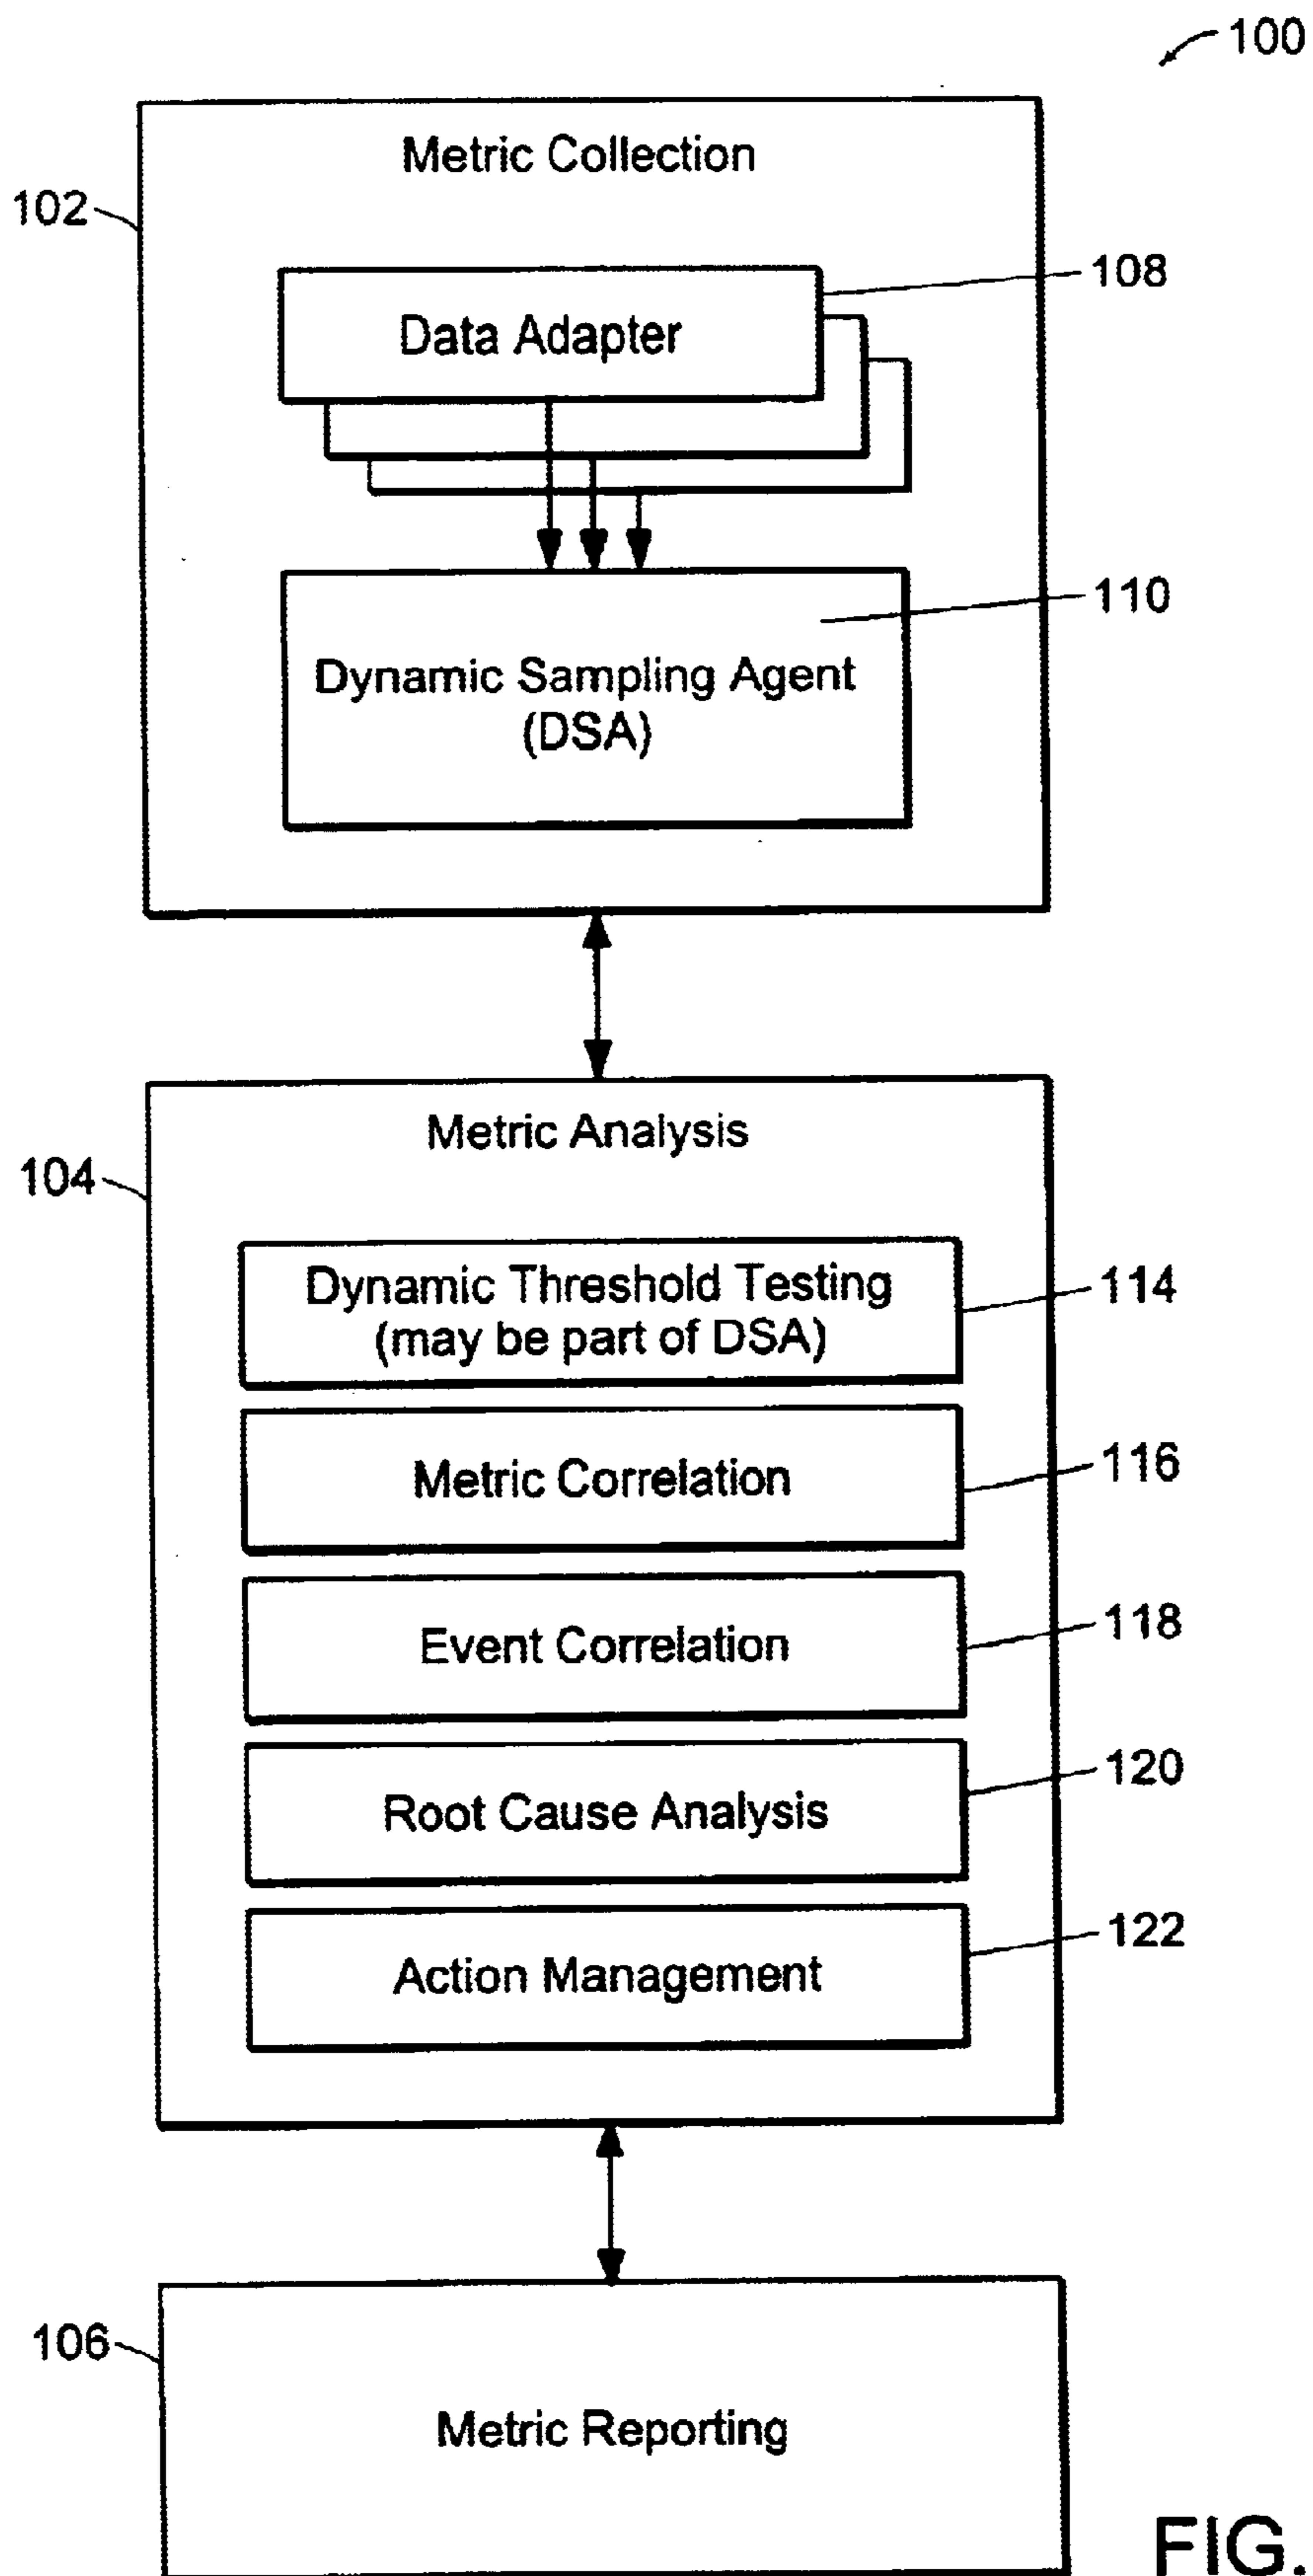 100
Metric Collection
102
108
Data Adapter
110
Dynamic Sampling Agent
(DSA)
Metric Analysis
104
Dynamic Threshold Testing
(may be part of DSA)
114
Metric Correlation
116
Event Correlation
118
Root Cause Analysis
120
Action Management
122
106
Metric Reporting
FIG.